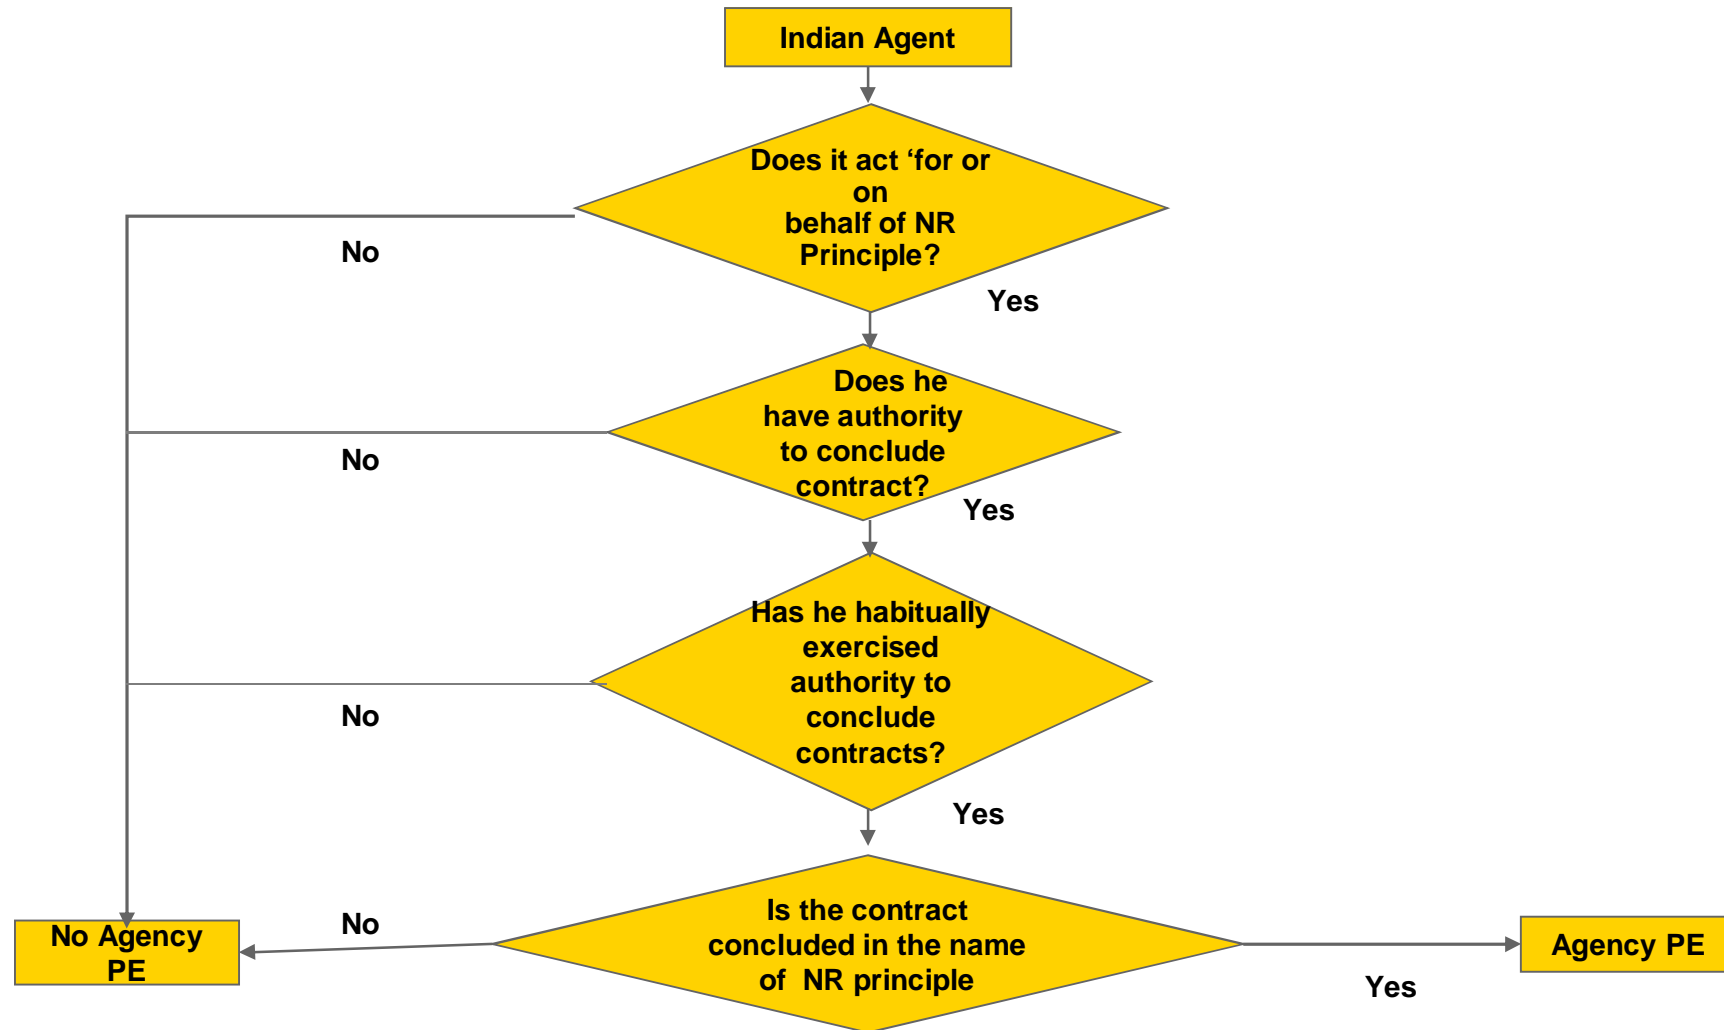 Indian Agent
Does it act ‘for or
on
behalf of NR
Principle?
No
Yes
Does he
have authority
to conclude
contract?
No
Yes
Has he habitually
exercised
authority to
conclude
contracts?
No
Yes
Is the contract
concluded in the name
of NR principle
No
No Agency
PE
Agency PE
Yes